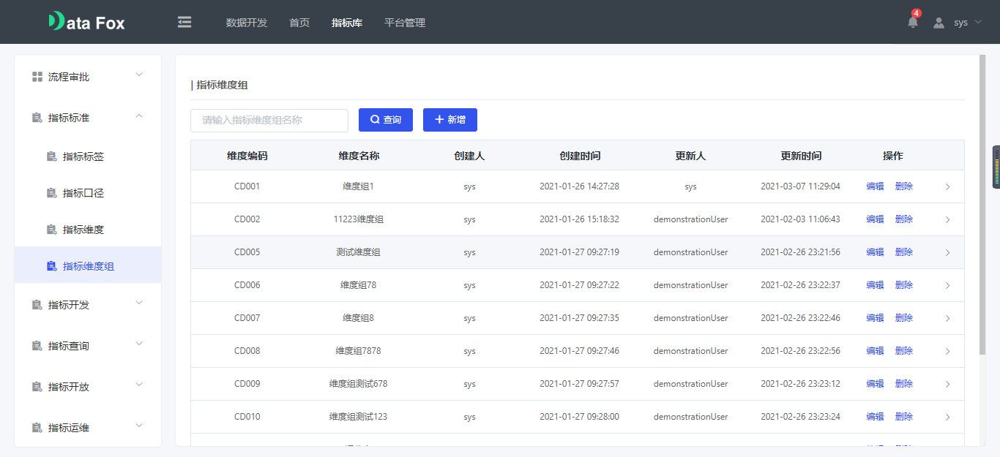 Data Fox
数据开发 首页 指标库 平台管理
4
sys
流程审批
指标标准
指标标签
指标口径
指标维度
指标维度组
指标开发
指标查询
指标开放
指标运维
| 指标维度组
请输入指标维度组名称 查询 新增
维度编码 维度名称 创建人 创建时间 更新人 更新时间 操作
CD001 维度组1 sys 2021-01-26 14:27:28 sys 2021-03-07 11:29:04 编辑 删除
CD002 11223维度组 sys 2021-01-26 15:18:32 demonstrationUser 2021-02-03 11:06:43 编辑 删除
CD005 测试维度组 sys 2021-01-27 09:27:19 demonstrationUser 2021-02-26 23:21:56 编辑 删除
CD006 维度组78 sys 2021-01-27 09:27:22 demonstrationUser 2021-02-26 23:22:37 编辑 删除
CD007 维度组8 sys 2021-01-27 09:27:35 demonstrationUser 2021-02-26 23:22:46 编辑 删除
CD008 维度组7878 sys 2021-01-27 09:27:46 demonstrationUser 2021-02-26 23:22:56 编辑 删除
CD009 维度组测试678 sys 2021-01-27 09:27:57 demonstrationUser 2021-02-26 23:23:12 编辑 删除
CD010 维度组测试123 sys 2021-01-27 09:28:00 demonstrationUser 2021-02-26 23:23:24 编辑 删除